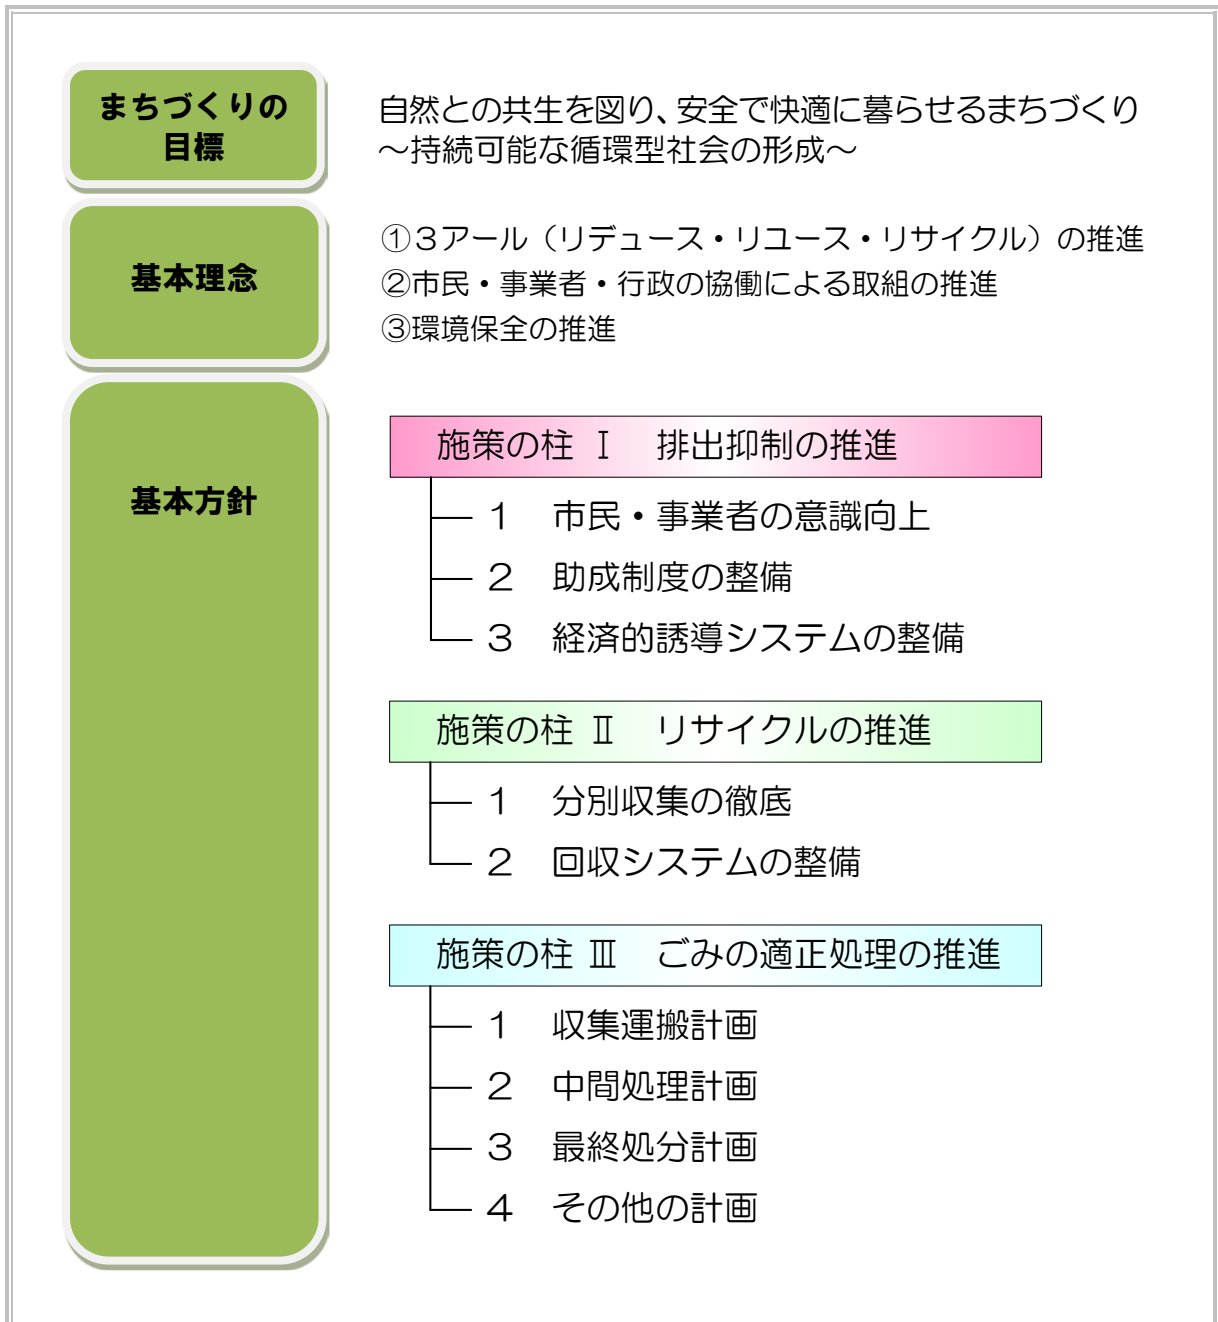 まちづくりの
目標
自然との共生を図り、安全で快適に暮らせるまちづくり
～持続可能な循環型社会の形成～
基本理念
①３アール（リデュース・リユース・リサイクル）の推進
②市民・事業者・行政の協働による取組の推進
③環境保全の推進
基本方針
施策の柱 Ⅰ　排出抑制の推進
１　市民・事業者の意識向上
２　助成制度の整備
３　経済的誘導システムの整備
施策の柱 Ⅱ　リサイクルの推進
１　分別収集の徹底
２　回収システムの整備
施策の柱 Ⅲ　ごみの適正処理の推進
１　収集運搬計画
２　中間処理計画
３　最終処分計画
４　その他の計画